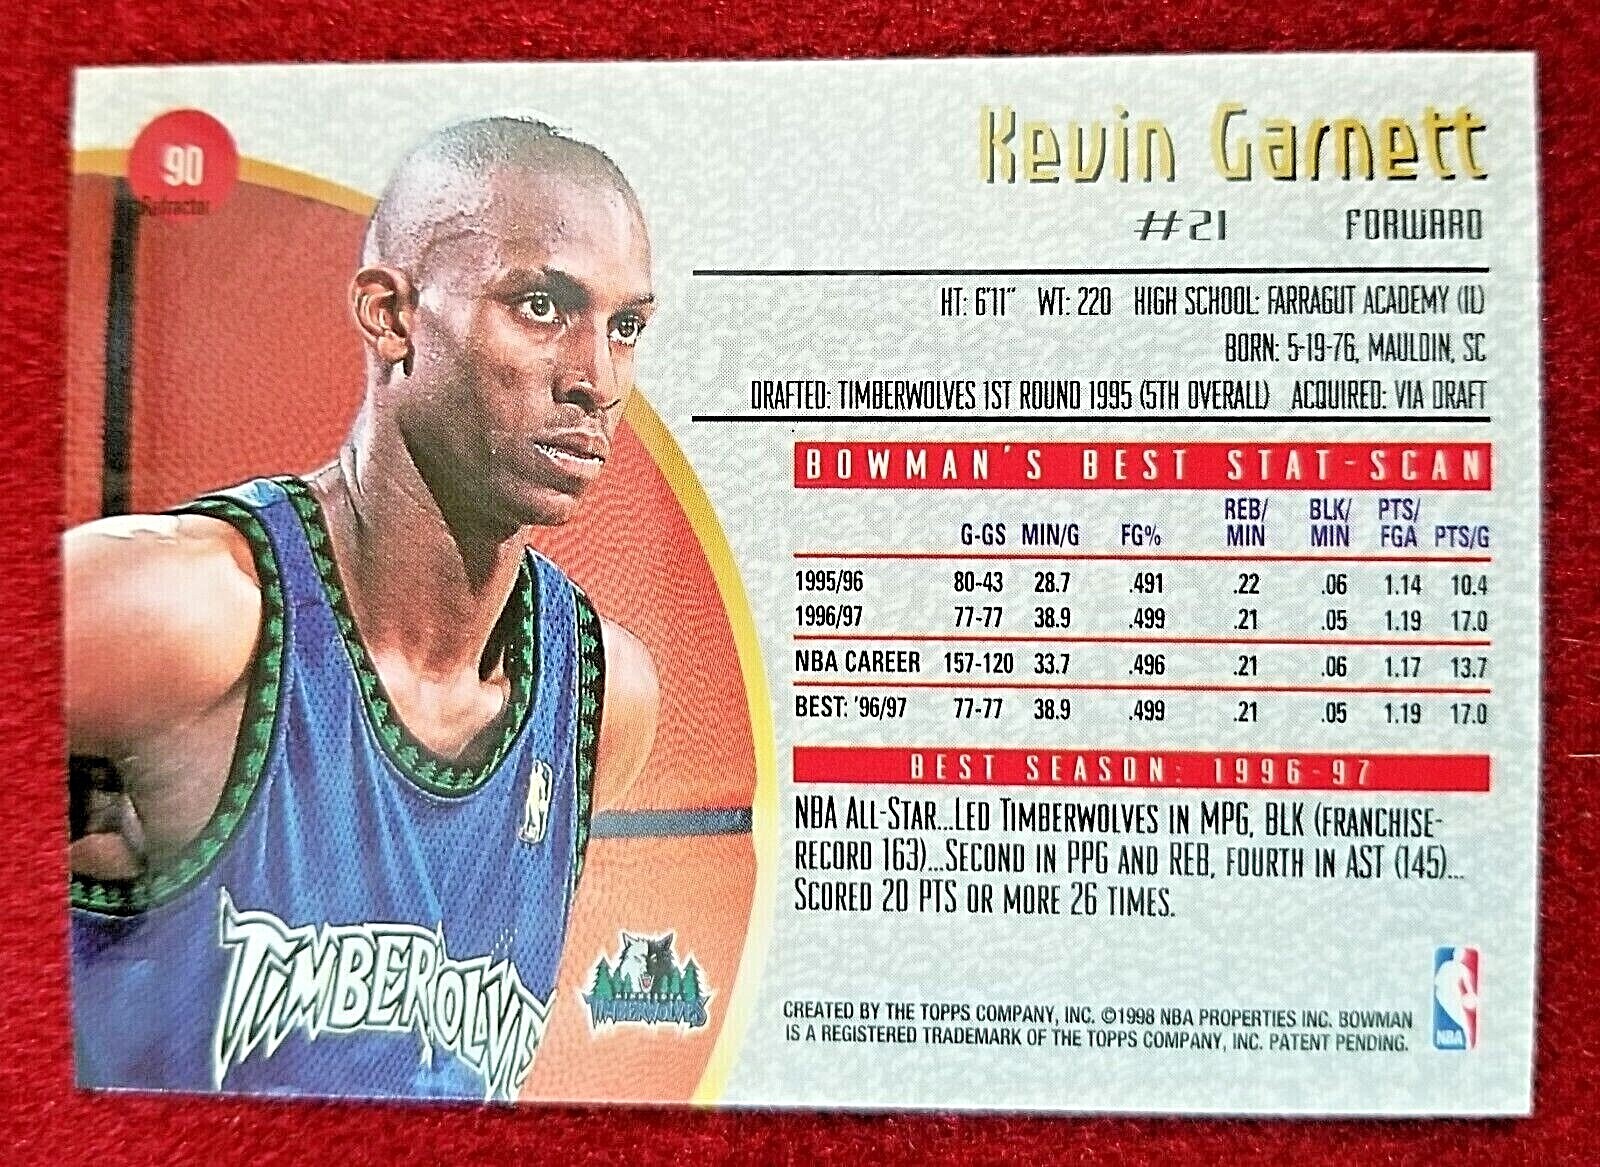 90
Refractor
Kevin Garnett
#21 FORWARD
HT: 6'11" WT: 220 HIGH SCHOOL: FARRAGUT ACADEMY (IL)
BORN: 5-19-76, MAULDIN, SC
DRAFTED: TIMBERWOLVES 1ST ROUND 1995 (5TH OVERALL) ACQUIRED: VIA DRAFT
BOWMAN'S BEST STAT-SCAN
G-GS MIN/G FG% REB/MIN BLK/MIN PTS/FGA PTS/G
1995/96 80-43 28.7 .491 .22 .06 1.14 10.4
1996/97 77-77 38.9 .499 .21 .05 1.19 17.0
NBA CAREER 157-120 33.7 .496 .21 .06 1.17 13.7
BEST: '96/97 77-77 38.9 .499 .21 .05 1.19 17.0
BEST SEASON: 1996-97
NBA ALL-STAR...LED TIMBERWOLVES IN MPG, BLK (FRANCHISE-
RECORD 163)...SECOND IN PPG AND REB, FOURTH IN AST (145)...
SCORED 20 PTS OR MORE 26 TIMES.
TIMBERWOLVES
MINNESOTA
TIMBERWOLVES
CREATED BY THE TOPPS COMPANY, INC. ©1998 NBA PROPERTIES INC. BOWMAN
IS A REGISTERED TRADEMARK OF THE TOPPS COMPANY, INC. PATENT PENDING.
NBA